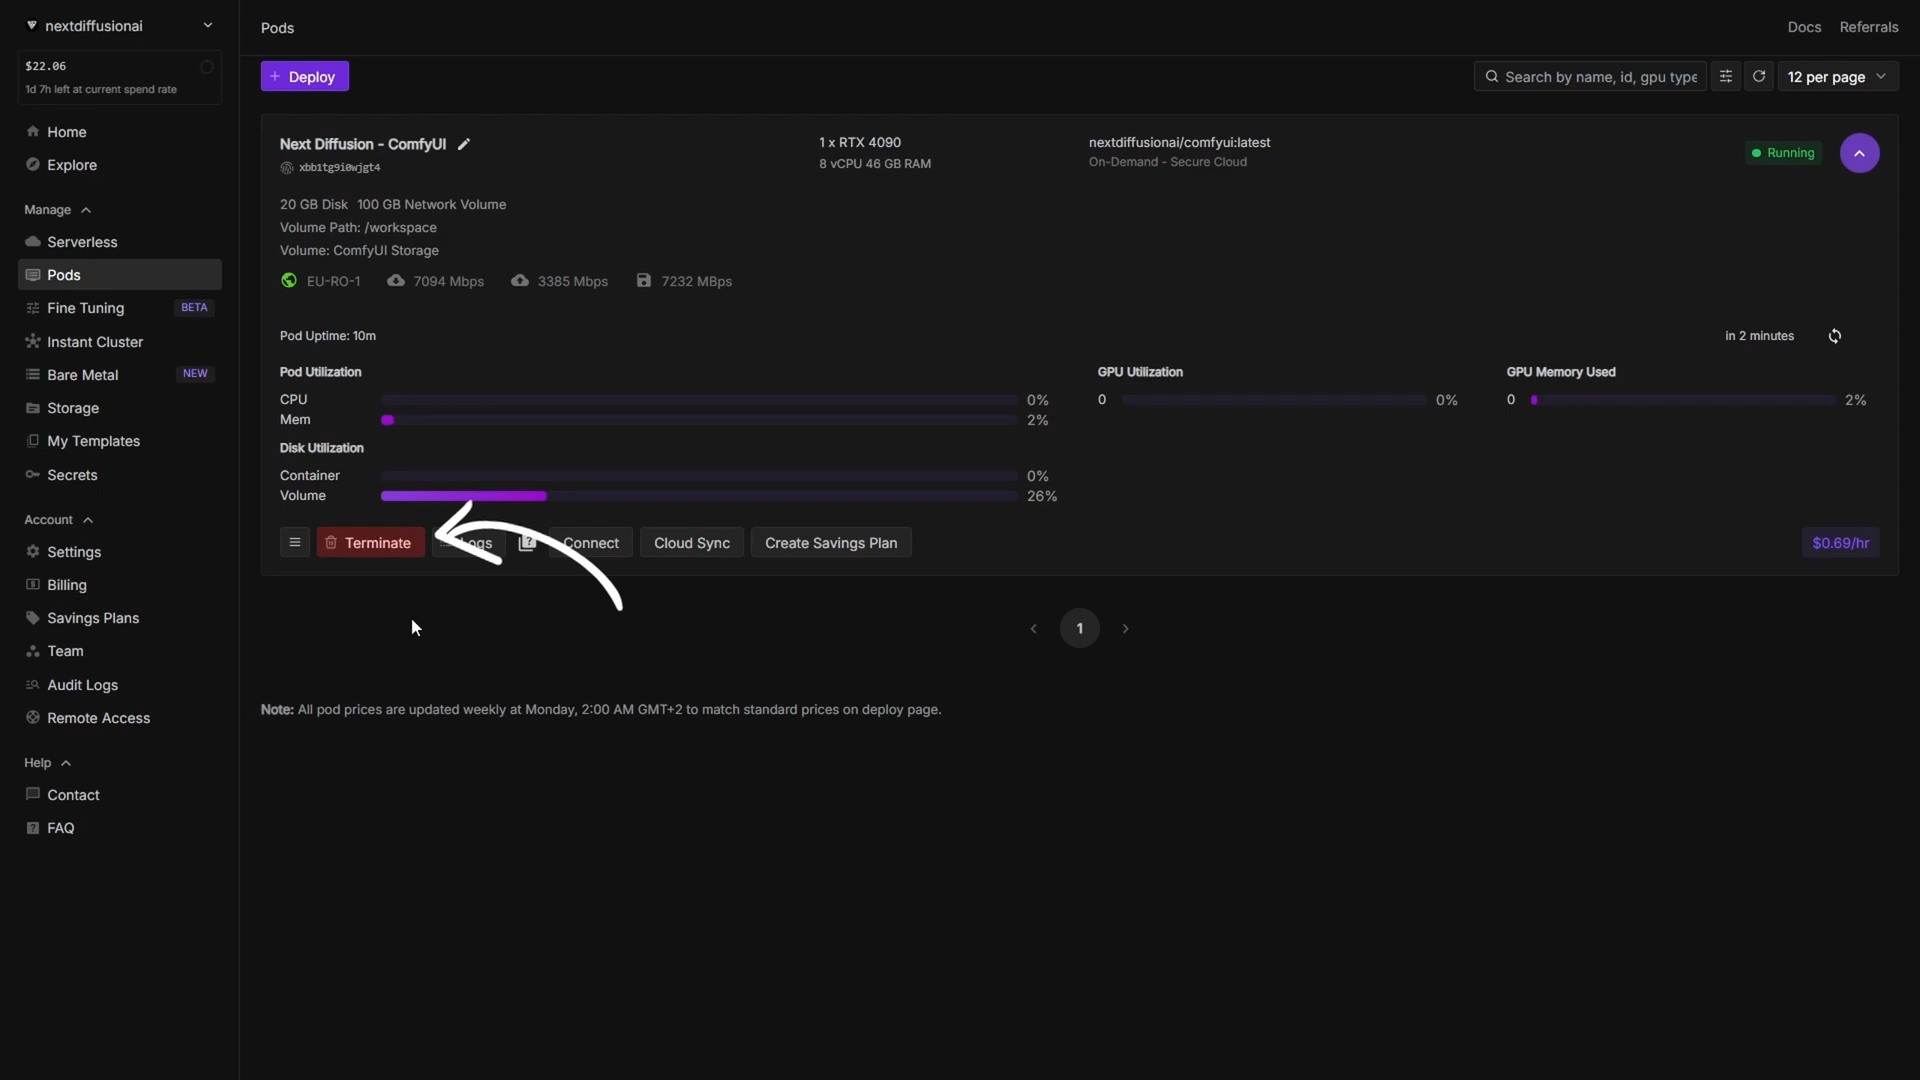 nextdiffusionai
$22.06
1d 7h left at current spend rate
Home
Explore
Manage
Serverless
Pods
Fine Tuning BETA
Instant Cluster
Bare Metal NEW
Storage
My Templates
Secrets
Account
Settings
Billing
Savings Plans
Team
Audit Logs
Remote Access
Help
Contact
FAQ
Pods
Docs Referrals
+ Deploy
Search by name, id, gpu type
12 per page
Next Diffusion - ComfyUI
xbb1tg9i0wjgt4
1 x RTX 4090
8 vCPU 46 GB RAM
nextdiffusionai/comfyui:latest
On-Demand - Secure Cloud
Running
20 GB Disk 100 GB Network Volume
Volume Path: /workspace
Volume: ComfyUI Storage
EU-RO-1 7094 Mbps 3385 Mbps 7232 MBps
Pod Uptime: 10m
in 2 minutes
Pod Utilization
CPU 0%
Mem 2%
GPU Utilization
0 0%
GPU Memory Used
0 2%
Disk Utilization
Container 0%
Volume 26%
Terminate ogs Connect Cloud Sync Create Savings Plan
$0.69/hr
1
Note: All pod prices are updated weekly at Monday, 2:00 AM GMT+2 to match standard prices on deploy page.